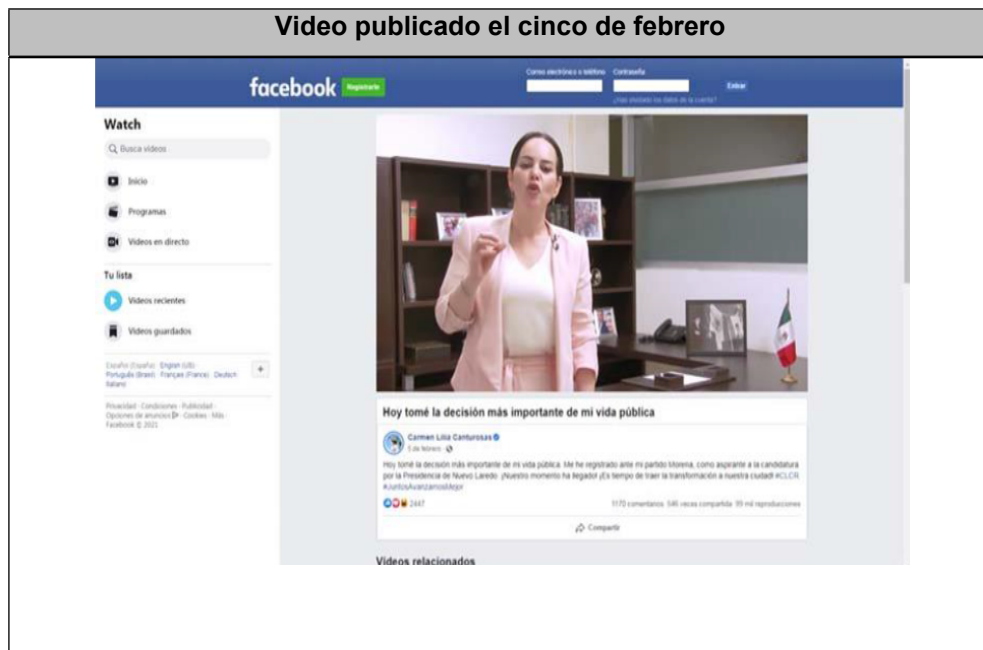 Video publicado el cinco de febrero
facebook
Registrarte
Correo electrónico o teléfono
Contraseña
Entrar
¿Has olvidado los datos de la cuenta?
Watch
Busca vídeos
Inicio
Programas
Vídeos en directo
Tu lista
Vídeos recientes
Vídeos guardados
Español (España) · English (US) ·
Português (Brasil) · Français (France) · Deutsch
Italiano
+
Privacidad · Condiciones · Publicidad ·
Opciones de anuncios · Cookies · Más ·
Facebook © 2021
Hoy tomé la decisión más importante de mi vida pública
Carmen Lilia Canturosas
5 de febrero ·
Hoy tomé la decisión más importante de mi vida pública. Me he registrado ante mi partido Morena, como aspirante a la candidatura
por la Presidencia de Nuevo Laredo. ¡Nuestro momento ha llegado! ¡Es tiempo de traer la transformación a nuestra ciudad! #CLCR
#JuntosAvanzamosMejor
2447
1170 comentarios 546 veces compartida 99 mil reproducciones
Compartir
Vídeos relacionados